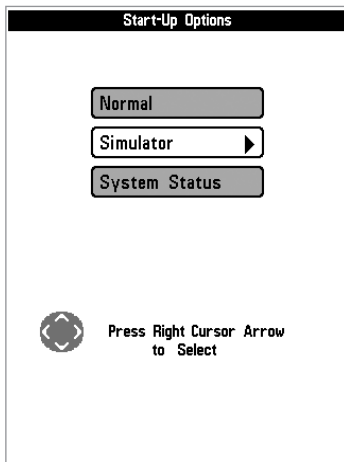 Start-Up Options
Normal
Simulator
System Status
Press Right Cursor Arrow
to Select